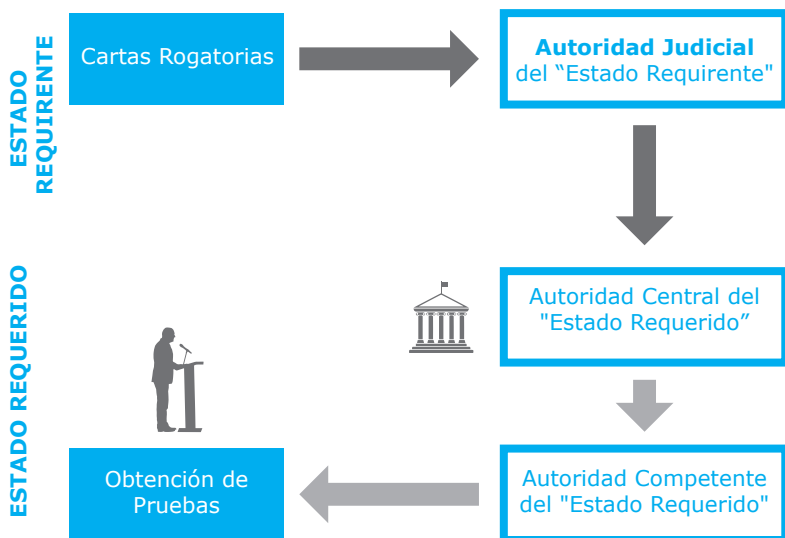 ESTADO
REQUIRENTE
Cartas Rogatorias
Autoridad Judicial
del “Estado Requirente"
ESTADO REQUERIDO
Autoridad Central del
"Estado Requerido”
Obtención de
Pruebas
Autoridad Competente
del "Estado Requerido"